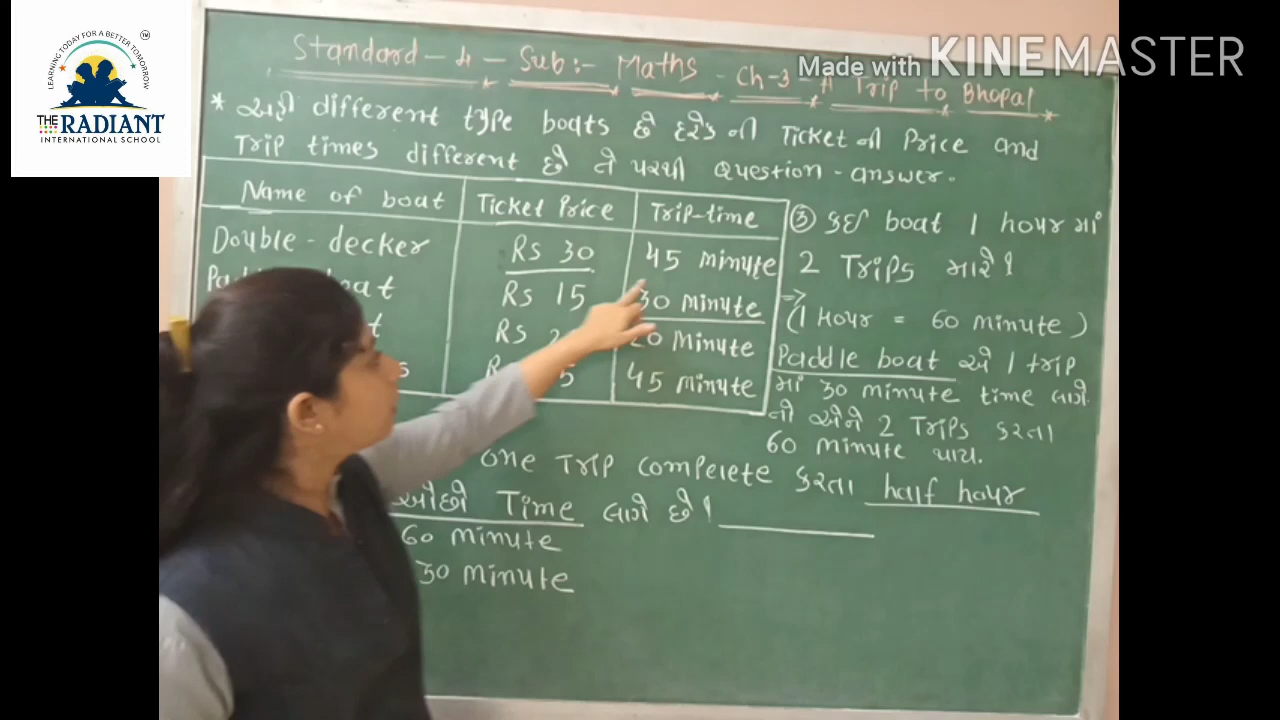 LEARNING TODAY FOR A BETTER TOMORROW
TM
THE RADIANT
INTERNATIONAL SCHOOL
Made with KINEMASTER
Standard - 4 - Sub:- Maths - Ch-3 - A Trip to Bhopal
* અહી different type boats છે દરેક ની Ticket ની Price and
Trip times different છે તે પરથી Question - answer.
Name of boat Ticket Price Trip-time
Double - decker Rs 30 45 minute
Rs 15 30 minute
Rs 20 minute
45 minute
③ કઈ boat 1 hour માં
2 Trips મારે?
=>
(1 Hour = 60 minute)
Paddle boat એ 1 trip
માં 30 minute time લાગે
તો એને 2 Trips કરતા
60 minute થાય.
one Trip compelete કરતા half hour
ઓછો Time લાગે છે?
60 minute
30 minute